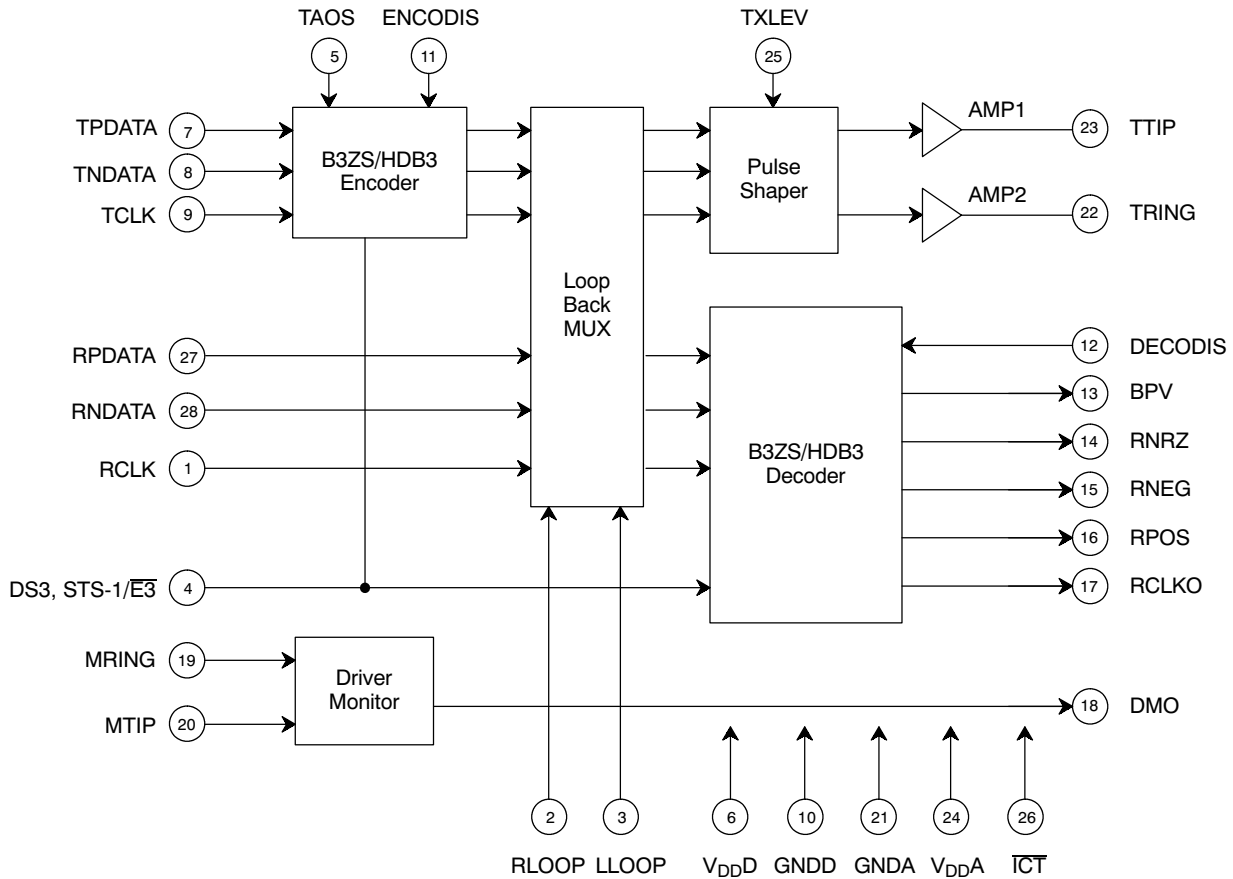 TAOS ENCODIS TXLEV
5 11 25
TPDATA 7 AMP1 23 TTIP
TNDATA 8 B3ZS/HDB3 Pulse
Encoder Shaper
TCLK 9 AMP2 22 TRING
Loop
Back
MUX
RPDATA 27 12 DECODIS
13 BPV
RNDATA 28
14 RNRZ
RCLK 1 B3ZS/HDB3
Decoder
15 RNEG
16 RPOS
DS3, STS-1/E3 4 17 RCLKO
MRING 19
Driver
Monitor
18 DMO
MTIP 20
2 3 6 10 21 24 26
RLOOP LLOOP VDDD GNDD GNDA VDDA ICT